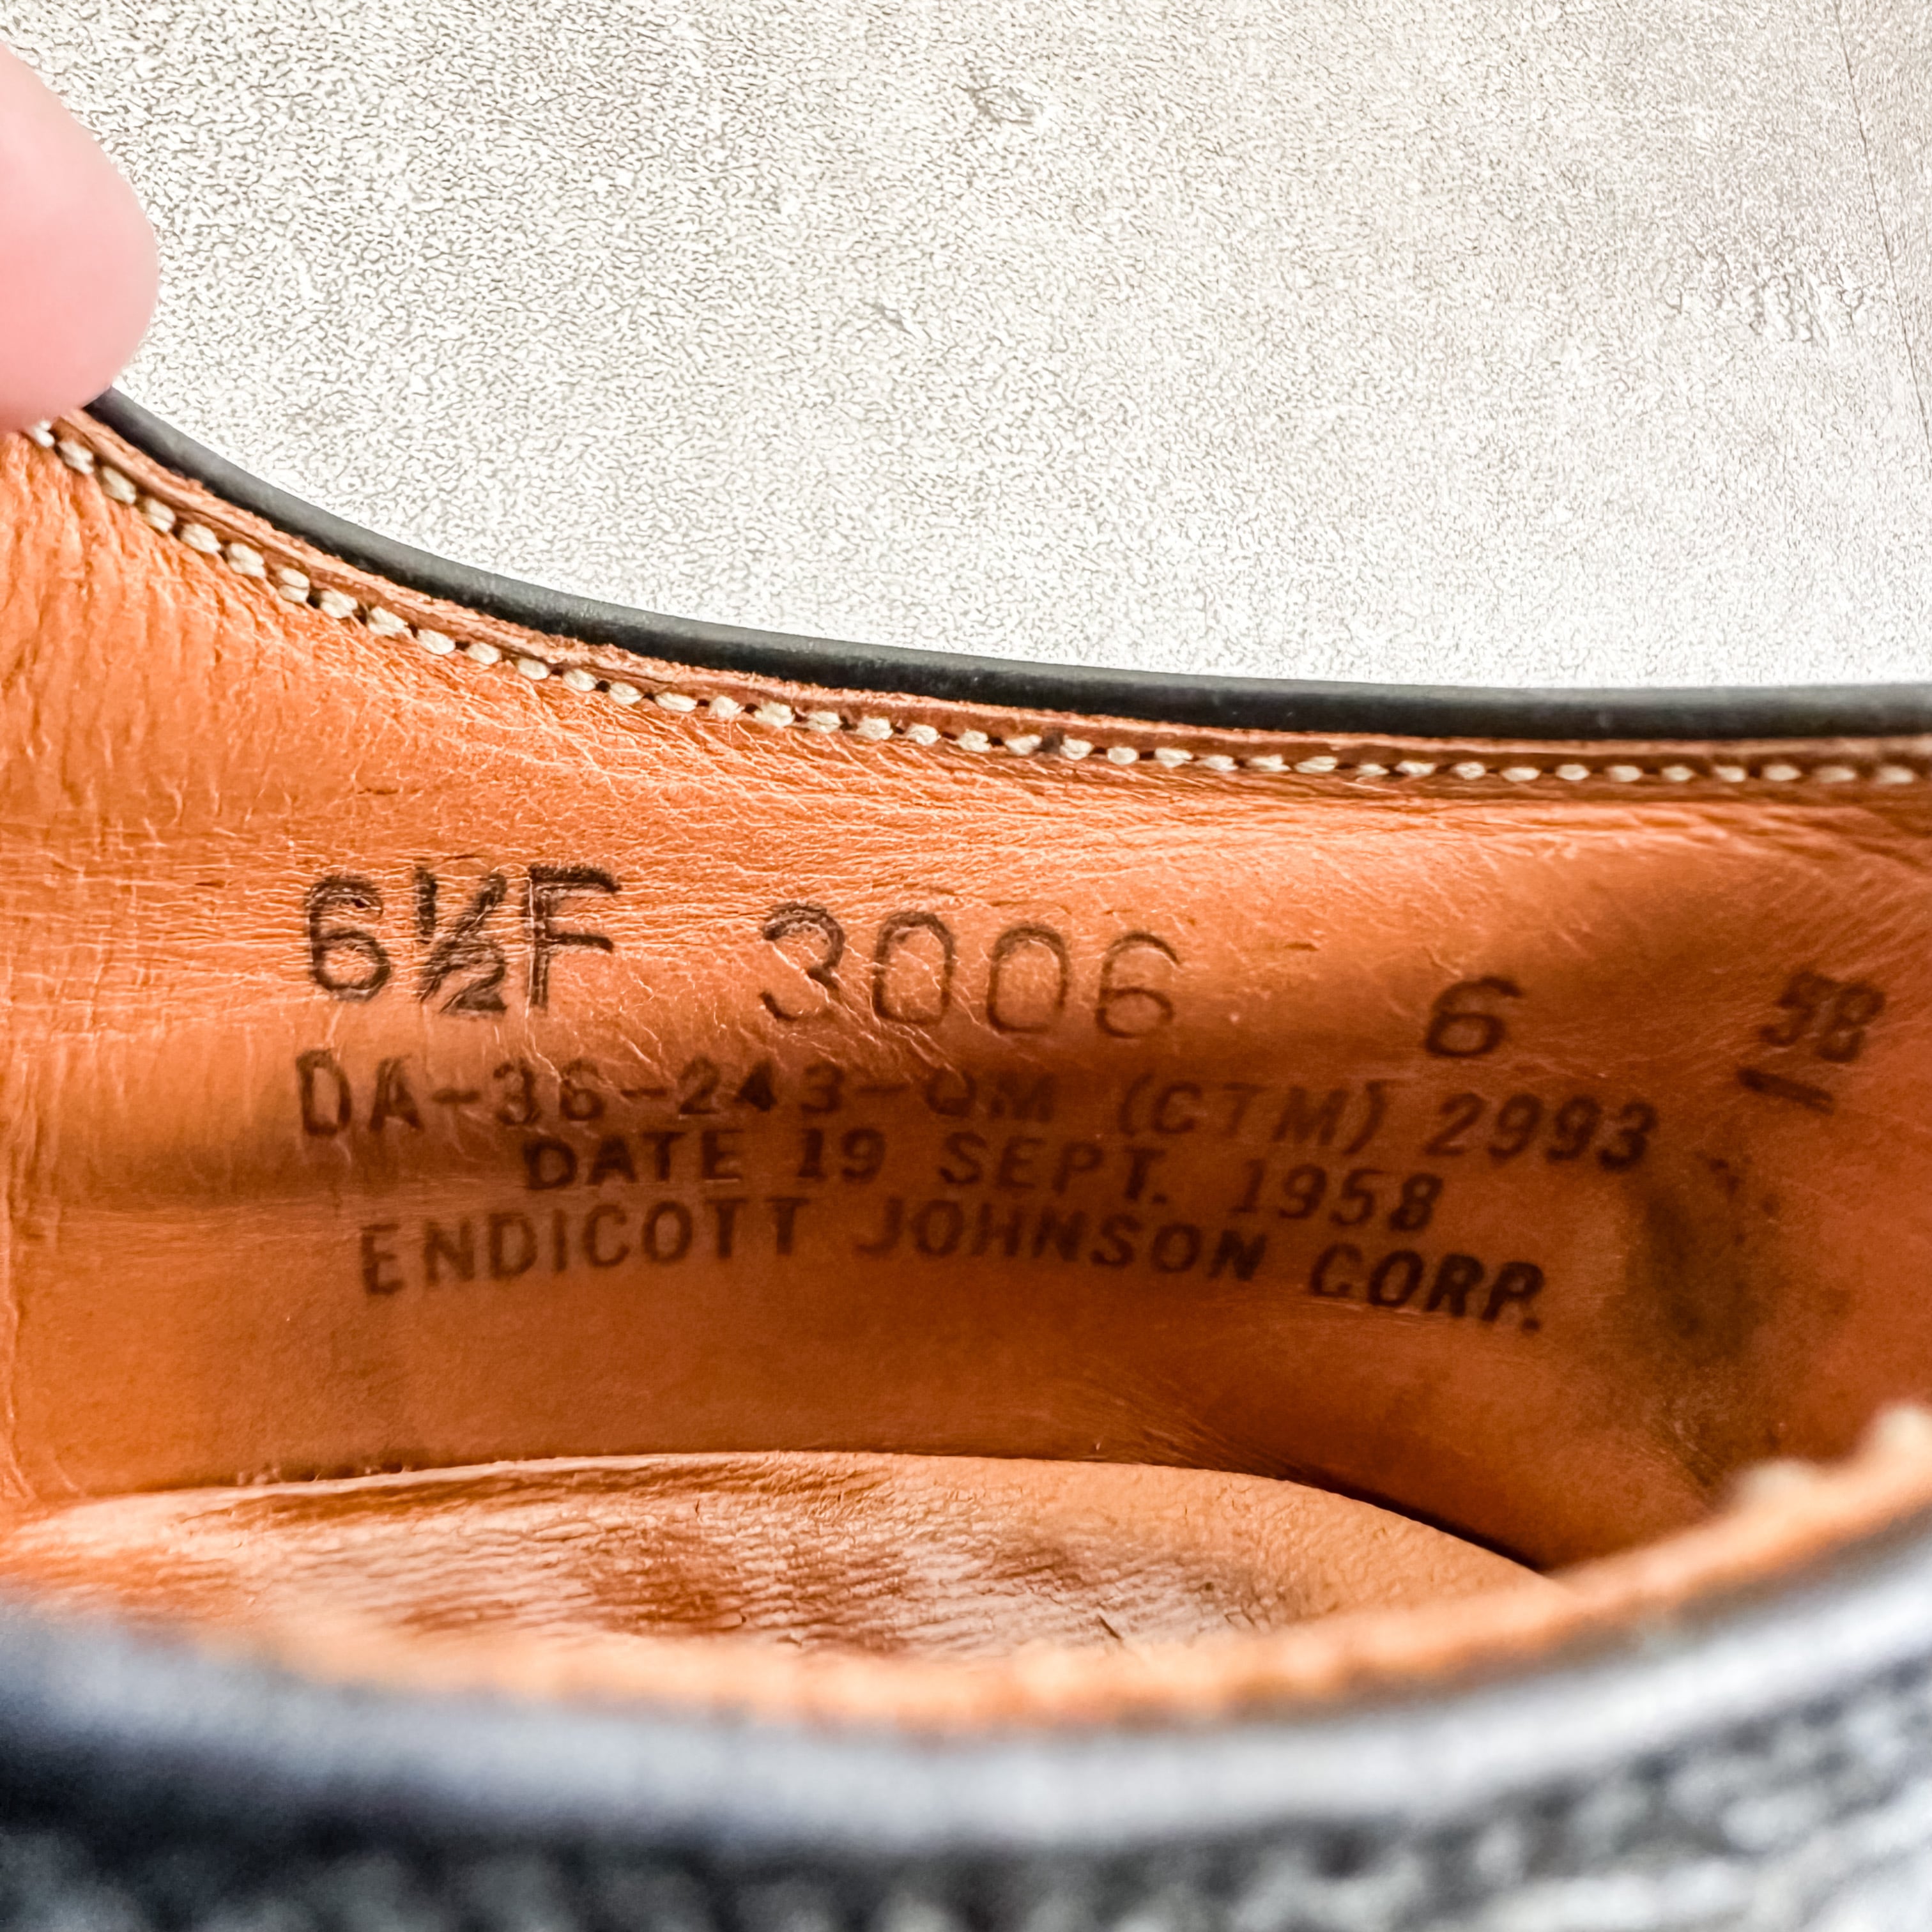 6½F 3006 6 58
DA-36-243-QM (CTM) 2993
DATE 19 SEPT. 1958
ENDICOTT JOHNSON CORP.